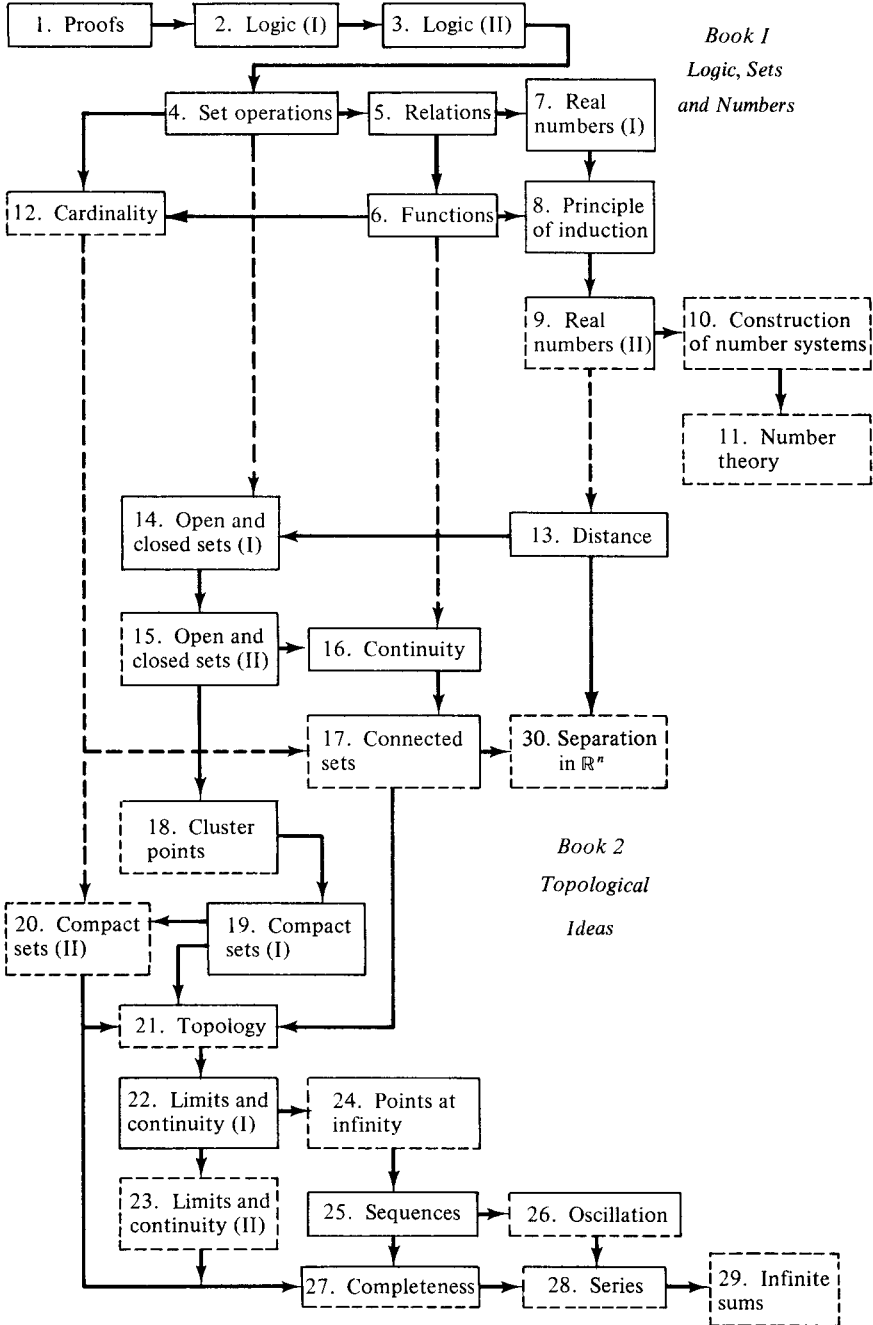 1. Proofs
2. Logic (I)
3. Logic (II)
Book I
Logic, Sets
and Numbers
4. Set operations
5. Relations
7. Real
numbers (I)
12. Cardinality
6. Functions
8. Principle
of induction
9. Real
numbers (II)
10. Construction
of number systems
11. Number
theory
14. Open and
closed sets (I)
13. Distance
15. Open and
closed sets (II)
16. Continuity
17. Connected
sets
30. Separation
in ℝⁿ
18. Cluster
points
Book 2
Topological
Ideas
20. Compact
sets (II)
19. Compact
sets (I)
21. Topology
22. Limits and
continuity (I)
24. Points at
infinity
23. Limits and
continuity (II)
25. Sequences
26. Oscillation
27. Completeness
28. Series
29. Infinite
sums